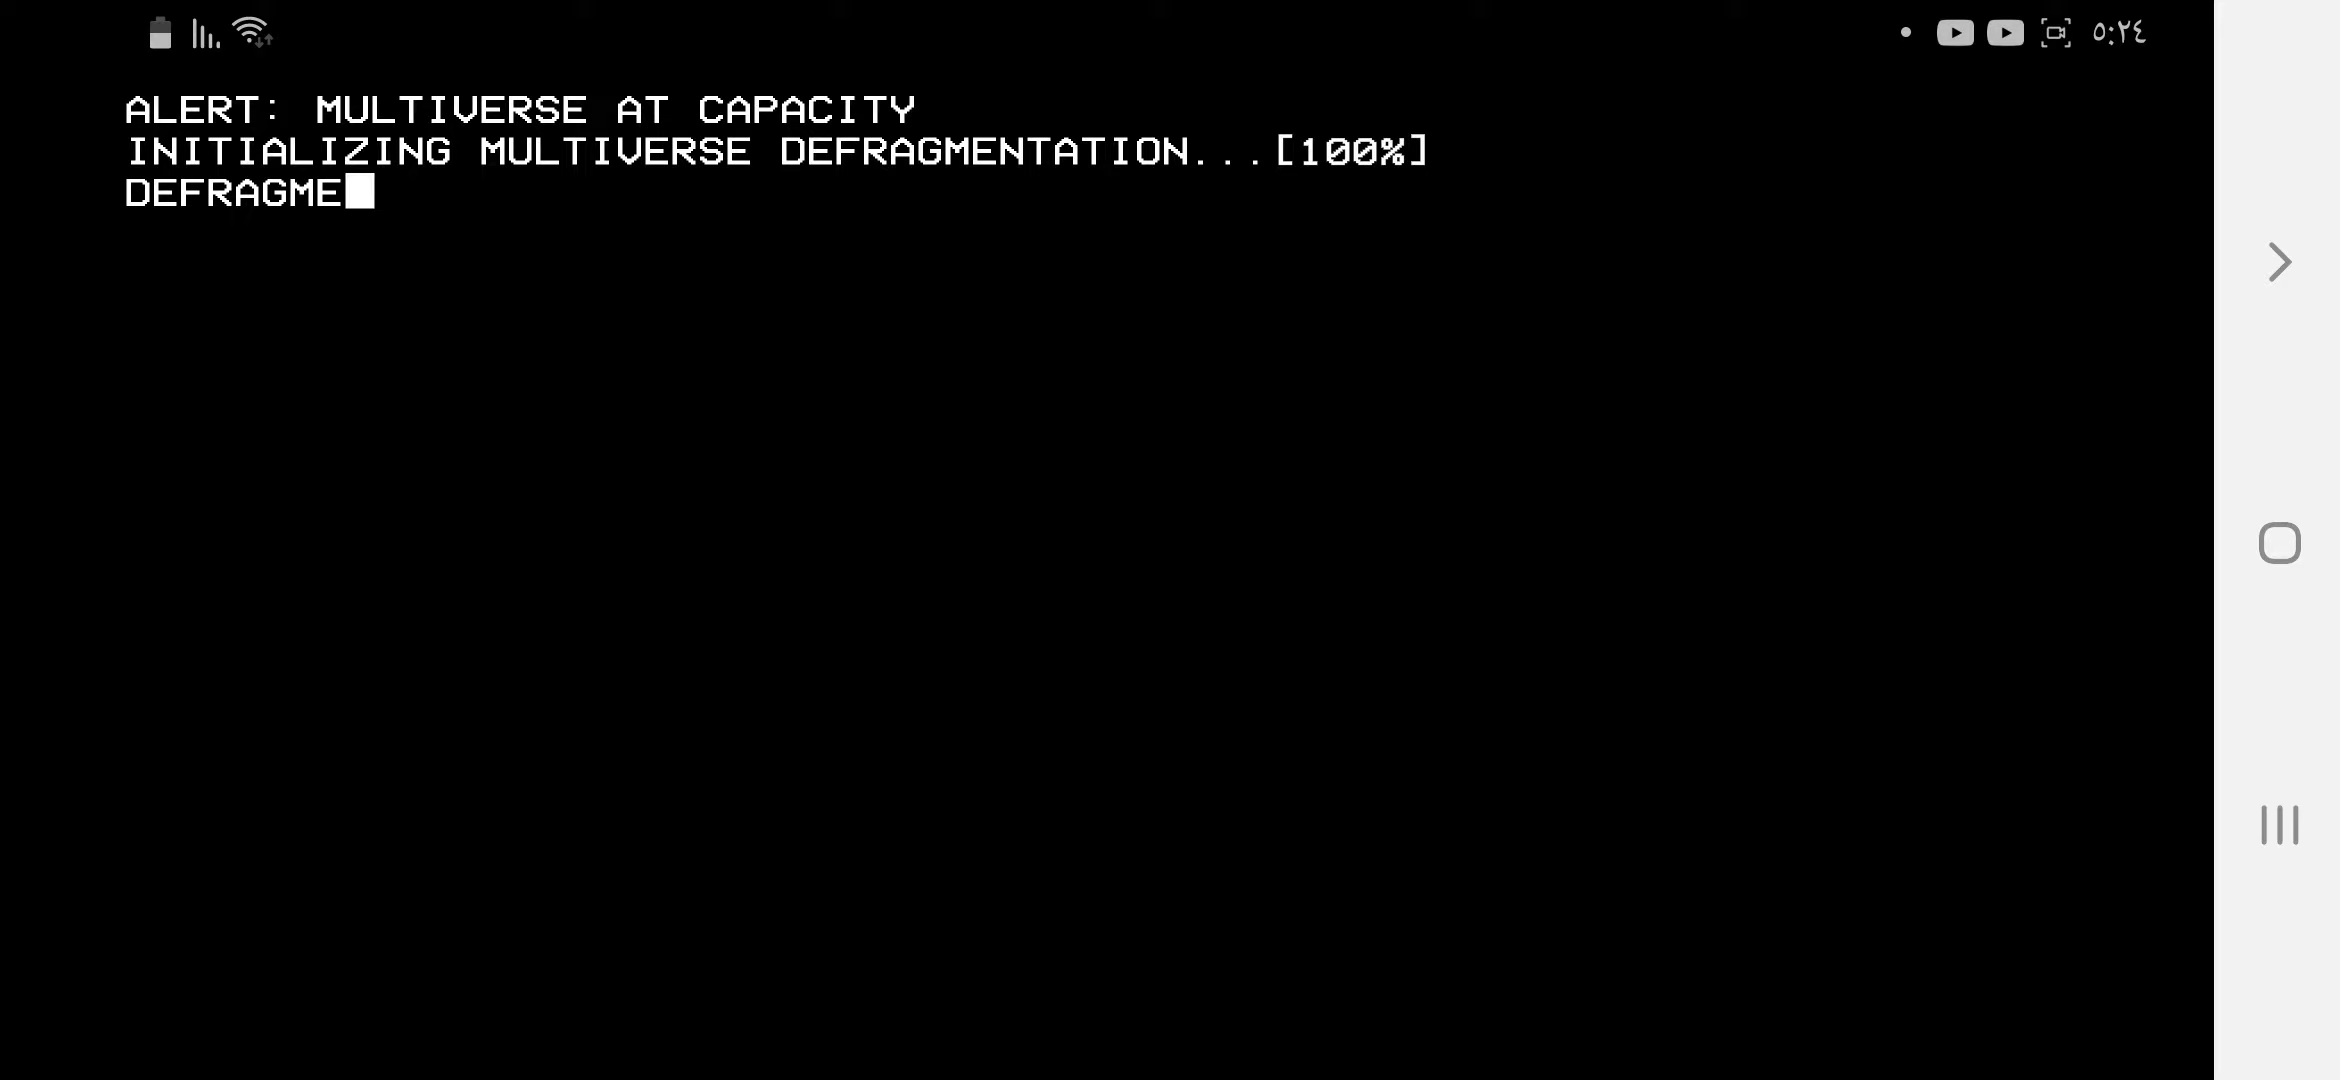 ٥:٢٤
ALERT: MULTIVERSE AT CAPACITY
INITIALIZING MULTIVERSE DEFRAGMENTATION...[100%]
DEFRAGME